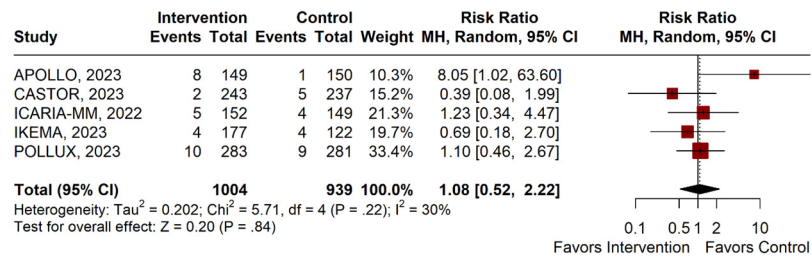 Intervention Control Risk Ratio Risk Ratio
Study Events Total Events Total Weight MH, Random, 95% CI MH, Random, 95% CI
APOLLO, 2023 8 149 1 150 10.3% 8.05 [1.02, 63.60]
CASTOR, 2023 2 243 5 237 15.2% 0.39 [0.08, 1.99]
ICARIA-MM, 2022 5 152 4 149 21.3% 1.23 [0.34, 4.47]
IKEMA, 2023 4 177 4 122 19.7% 0.69 [0.18, 2.70]
POLLUX, 2023 10 283 9 281 33.4% 1.10 [0.46, 2.67]
Total (95% CI) 1004 939 100.0% 1.08 [0.52, 2.22]
Heterogeneity: Tau² = 0.202; Chi² = 5.71, df = 4 (P = .22); I² = 30%
Test for overall effect: Z = 0.20 (P = .84)
0.1 0.5 1 2 10
Favors Intervention Favors Control